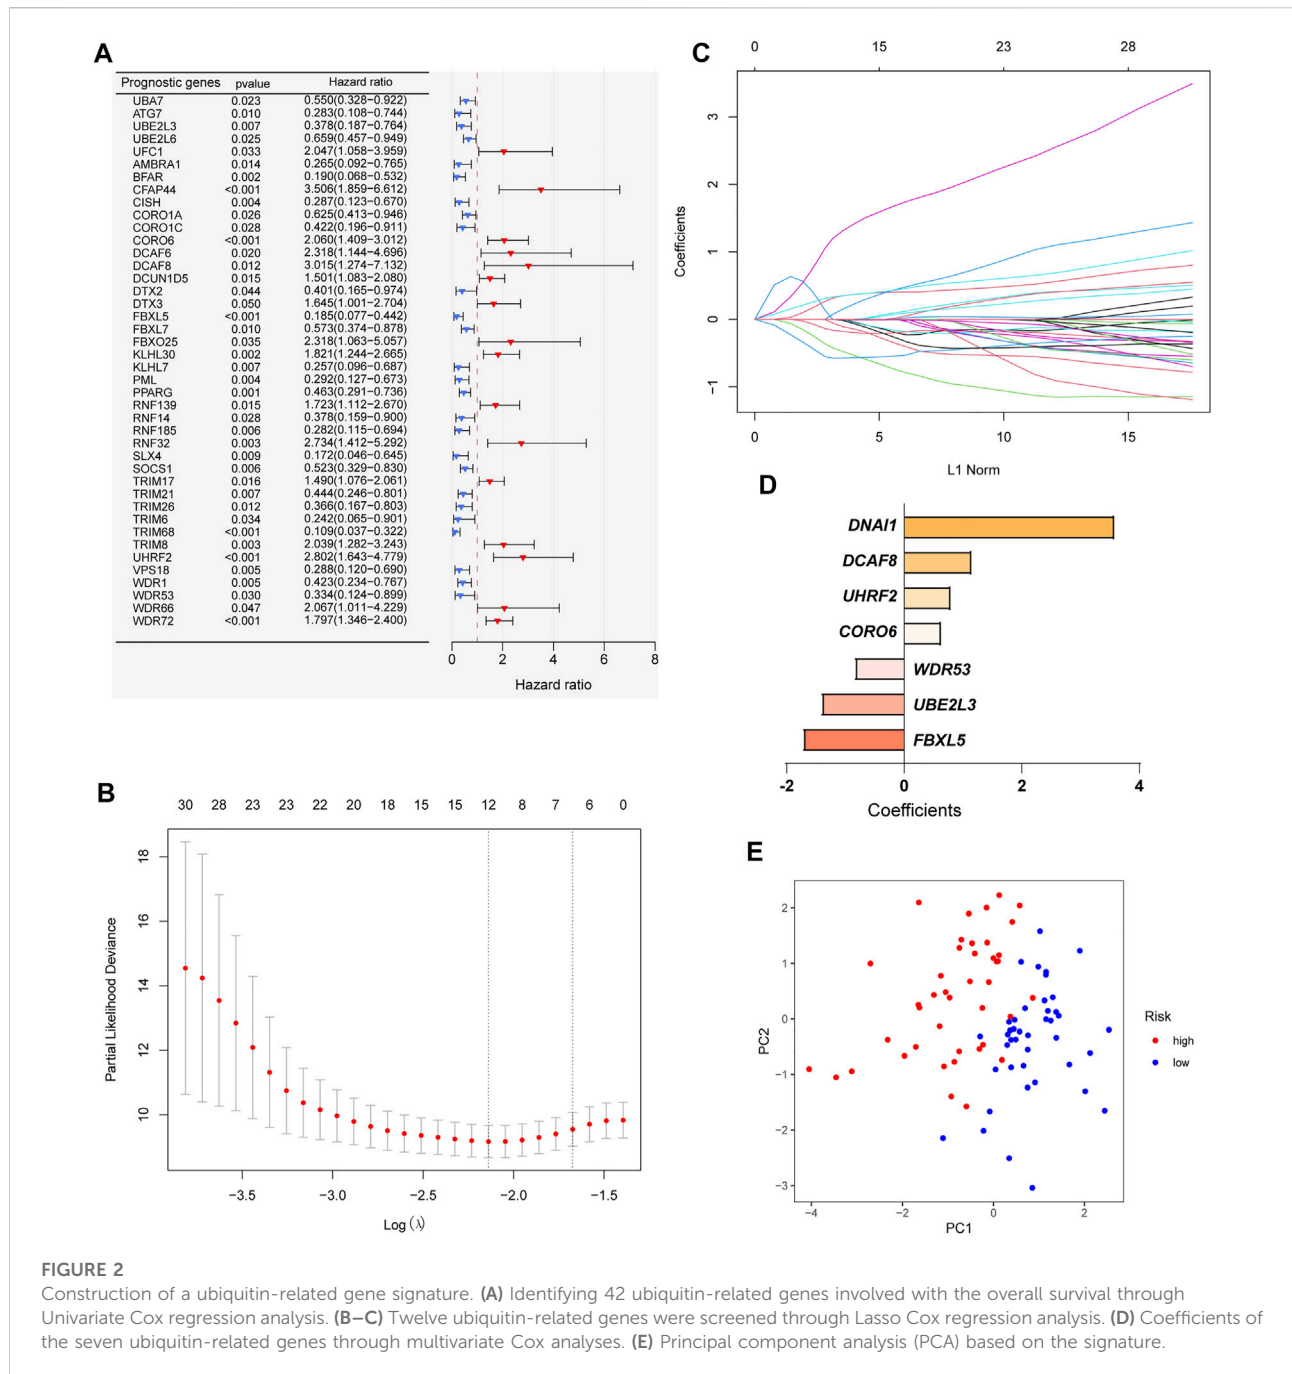 A
Prognostic genes pvalue Hazard ratio
UBA7 0.023 0.550(0.328−0.922)
ATG7 0.010 0.283(0.108−0.744)
UBE2L3 0.007 0.378(0.187−0.764)
UBE2L6 0.025 0.659(0.457−0.949)
UFC1 0.033 2.047(1.058−3.959)
AMBRA1 0.014 0.265(0.092−0.765)
BFAR 0.002 0.190(0.068−0.532)
CFAP44 <0.001 3.506(1.859−6.612)
CISH 0.004 0.287(0.123−0.670)
CORO1A 0.026 0.625(0.413−0.946)
CORO1C 0.028 0.422(0.196−0.911)
CORO6 <0.001 2.060(1.409−3.012)
DCAF6 0.020 2.318(1.144−4.696)
DCAF8 0.012 3.015(1.274−7.132)
DCUN1D5 0.015 1.501(1.083−2.080)
DTX2 0.044 0.401(0.165−0.974)
DTX3 0.050 1.645(1.001−2.704)
FBXL5 <0.001 0.185(0.077−0.442)
FBXL7 0.010 0.573(0.374−0.878)
FBXO25 0.035 2.318(1.063−5.057)
KLHL30 0.002 1.821(1.244−2.665)
KLHL7 0.007 0.257(0.096−0.687)
PML 0.004 0.292(0.127−0.673)
PPARG 0.001 0.463(0.291−0.736)
RNF139 0.015 1.723(1.112−2.670)
RNF14 0.028 0.378(0.159−0.900)
RNF185 0.006 0.282(0.115−0.694)
RNF32 0.003 2.734(1.412−5.292)
SLX4 0.009 0.172(0.046−0.645)
SOCS1 0.006 0.523(0.329−0.830)
TRIM17 0.016 1.490(1.076−2.061)
TRIM21 0.007 0.444(0.246−0.801)
TRIM26 0.012 0.366(0.167−0.803)
TRIM6 0.034 0.242(0.065−0.901)
TRIM68 <0.001 0.109(0.037−0.322)
TRIM8 0.003 2.039(1.282−3.243)
UHRF2 <0.001 2.802(1.643−4.779)
VPS18 0.005 0.288(0.120−0.690)
WDR1 0.005 0.423(0.234−0.767)
WDR53 0.030 0.334(0.124−0.899)
WDR66 0.047 2.067(1.011−4.229)
WDR72 <0.001 1.797(1.346−2.400)
0 2 4 6 8
Hazard ratio
B
30 28 23 23 22 20 18 15 15 12 8 7 6 0
Partial Likelihood Deviance
18
16
14
12
10
−3.5 −3.0 −2.5 −2.0 −1.5
Log (λ)
C
0 15 23 28
Coefficients
3
2
1
0
−1
0 5 10 15
L1 Norm
D
DNAI1
DCAF8
UHRF2
CORO6
WDR53
UBE2L3
FBXL5
-2 0 2 4
Coefficients
E
PC2
2
1
0
−1
−2
−3
−4 −2 0 2
PC1
Risk
high
low
FIGURE 2
Construction of a ubiquitin-related gene signature. (A) Identifying 42 ubiquitin-related genes involved with the overall survival through
Univariate Cox regression analysis. (B–C) Twelve ubiquitin-related genes were screened through Lasso Cox regression analysis. (D) Coefficients of
the seven ubiquitin-related genes through multivariate Cox analyses. (E) Principal component analysis (PCA) based on the signature.